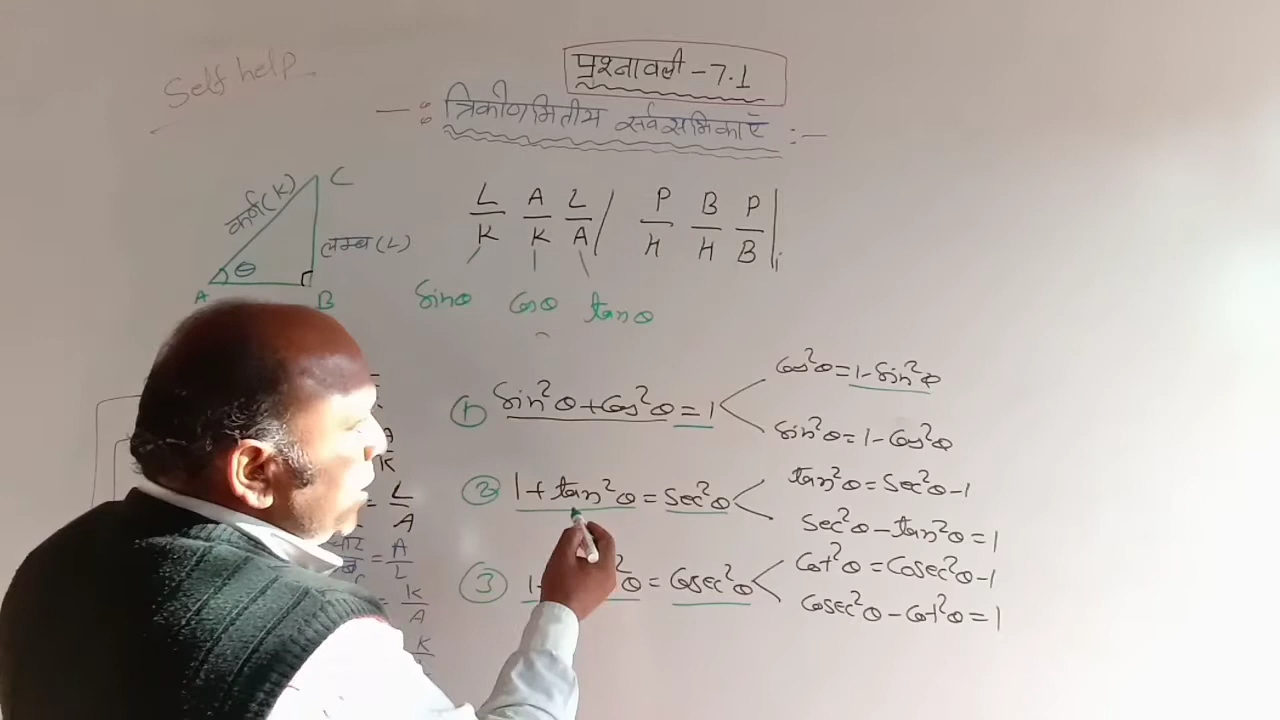 Self help
प्रश्नावली - 7.1
-: त्रिकोणमितीय सर्वसमिकाएँ :-
कर्ण(K)
C
लम्ब(L)
θ
A B
L/K A/K L/A / P/H B/H P/B |
Sinθ Cosθ tanθ
① Sin²θ + Cos²θ = 1
Cos²θ = 1 - Sin²θ
Sin²θ = 1 - Cos²θ
② 1 + tan²θ = Sec²θ
tan²θ = Sec²θ - 1
Sec²θ - tan²θ = 1
③ 1 ²θ = Cosec²θ
Cot²θ = Cosec²θ - 1
Cosec²θ - Cot²θ = 1
K
= L/A
= A/L
= K/A
K